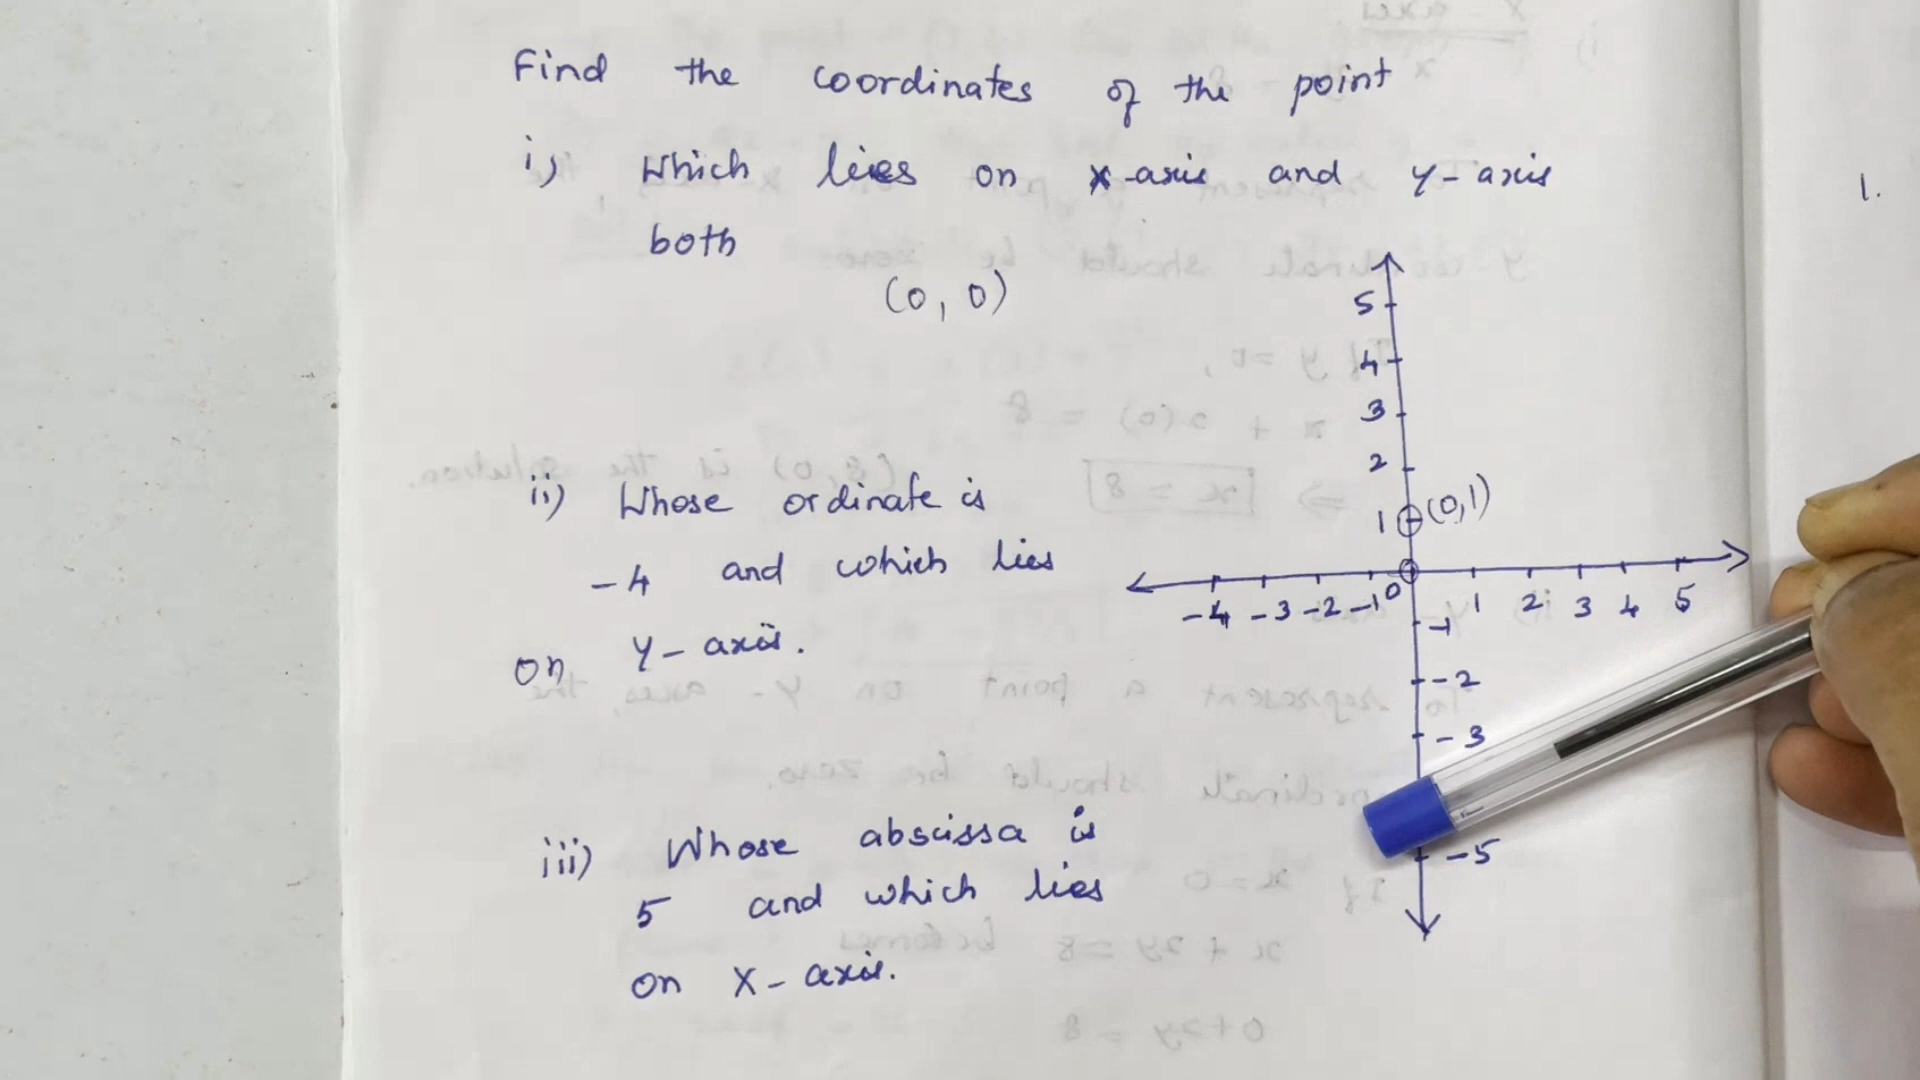 Find the coordinates of the point
i) Which lies on x-axis and y-axis
both
(0, 0)
ii) Whose ordinate is
-4 and which lies
on y-axis.
iii) Whose abscissa is
5 and which lies
on x-axis.
5
4
3
2
1 (0,1)
-4 -3 -2 -1 0 1 2 3 4 5
-1
-2
-3
-5
1.